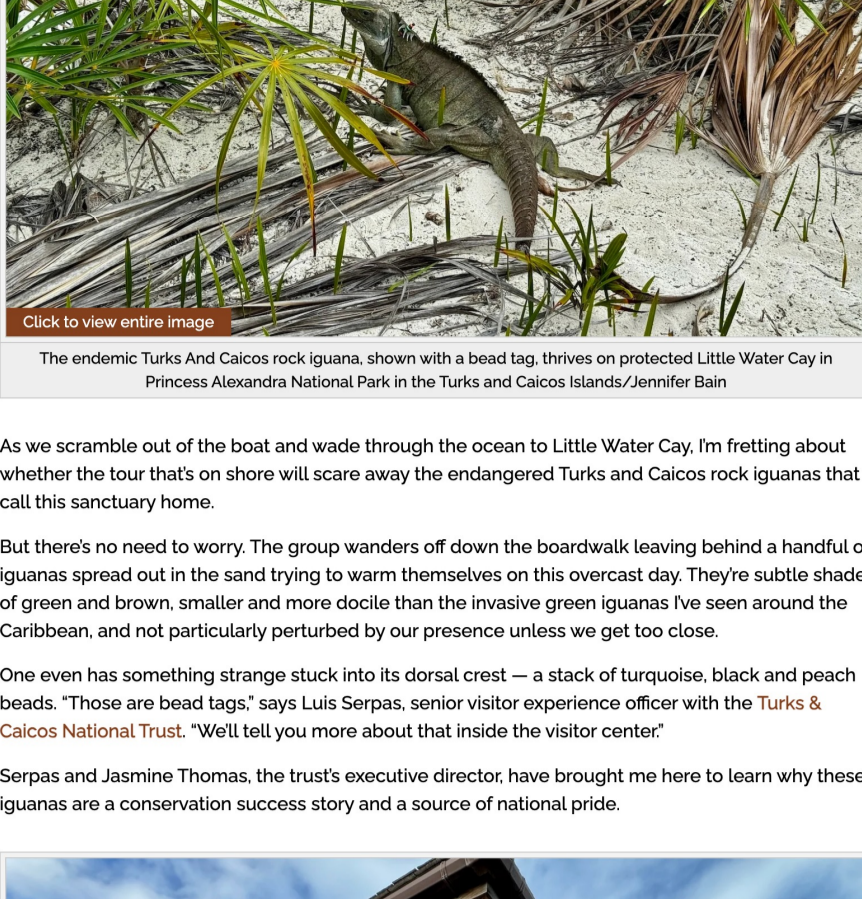 Click to view entire image
The endemic Turks And Caicos rock iguana, shown with a bead tag, thrives on protected Little Water Cay in
Princess Alexandra National Park in the Turks and Caicos Islands/Jennifer Bain
As we scramble out of the boat and wade through the ocean to Little Water Cay, I'm fretting about
whether the tour that's on shore will scare away the endangered Turks and Caicos rock iguanas that
call this sanctuary home.
But there's no need to worry. The group wanders off down the boardwalk leaving behind a handful o
iguanas spread out in the sand trying to warm themselves on this overcast day. They're subtle shade
of green and brown, smaller and more docile than the invasive green iguanas I've seen around the
Caribbean, and not particularly perturbed by our presence unless we get too close.
One even has something strange stuck into its dorsal crest — a stack of turquoise, black and peach
beads. “Those are bead tags,” says Luis Serpas, senior visitor experience officer with the Turks &
Caicos National Trust. “We'll tell you more about that inside the visitor center.”
Serpas and Jasmine Thomas, the trust's executive director, have brought me here to learn why these
iguanas are a conservation success story and a source of national pride.